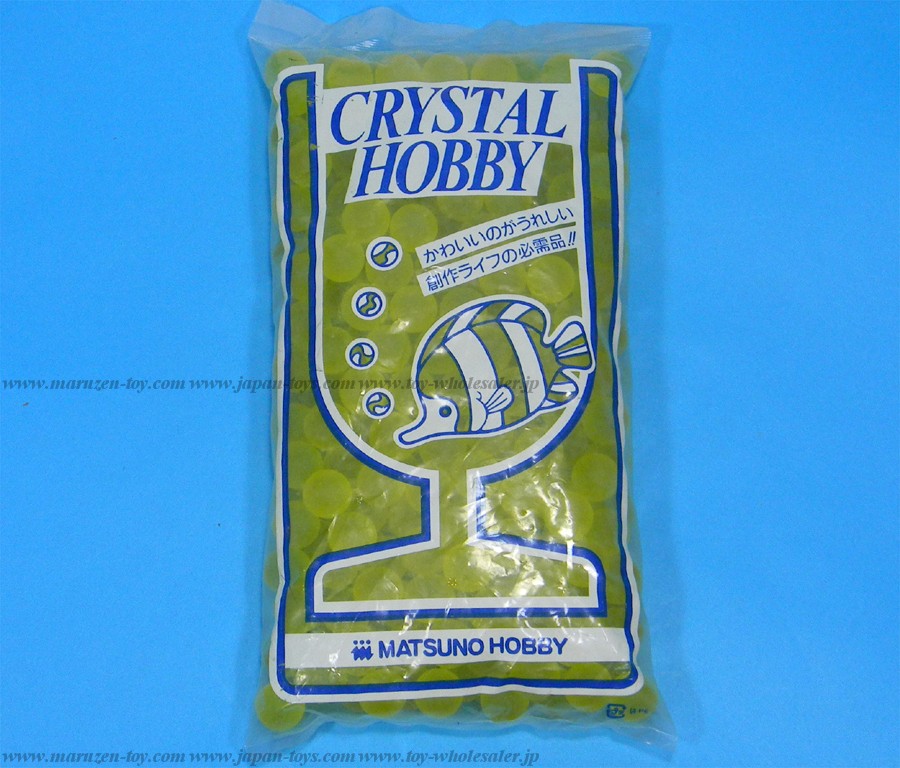 CRYSTAL
HOBBY
かわいいのがうれしい
創作ライフの必需品!!
www.maruzen-toy.com www.japan-toys.com www.toy-wholesaler.jp
MATSUNO HOBBY
www.maruzen-toy.com www.japan-toys.com www.toy-wholesaler.jp